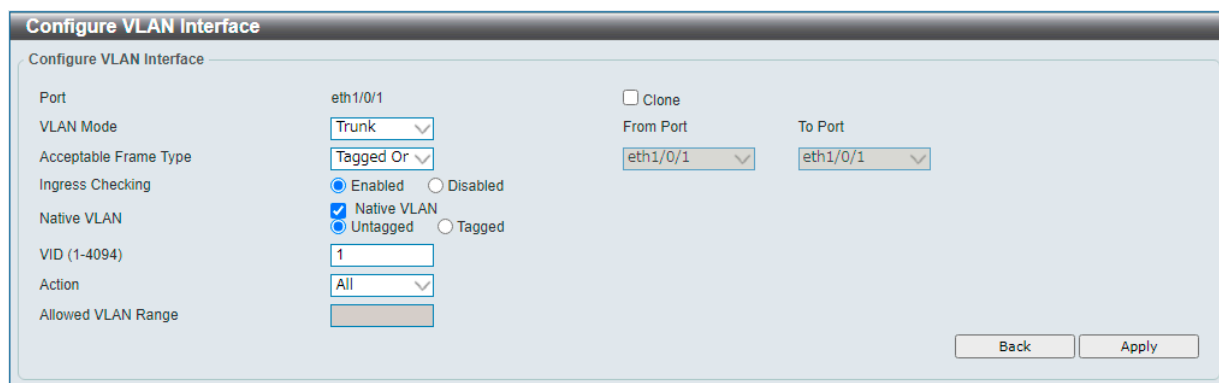 Configure VLAN Interface
Configure VLAN Interface
Port eth1/0/1 Clone
VLAN Mode Trunk From Port To Port
Acceptable Frame Type Tagged Or eth1/0/1 eth1/0/1
Ingress Checking Enabled Disabled
Native VLAN Native VLAN
Untagged Tagged
VID (1-4094) 1
Action All
Allowed VLAN Range
Back Apply